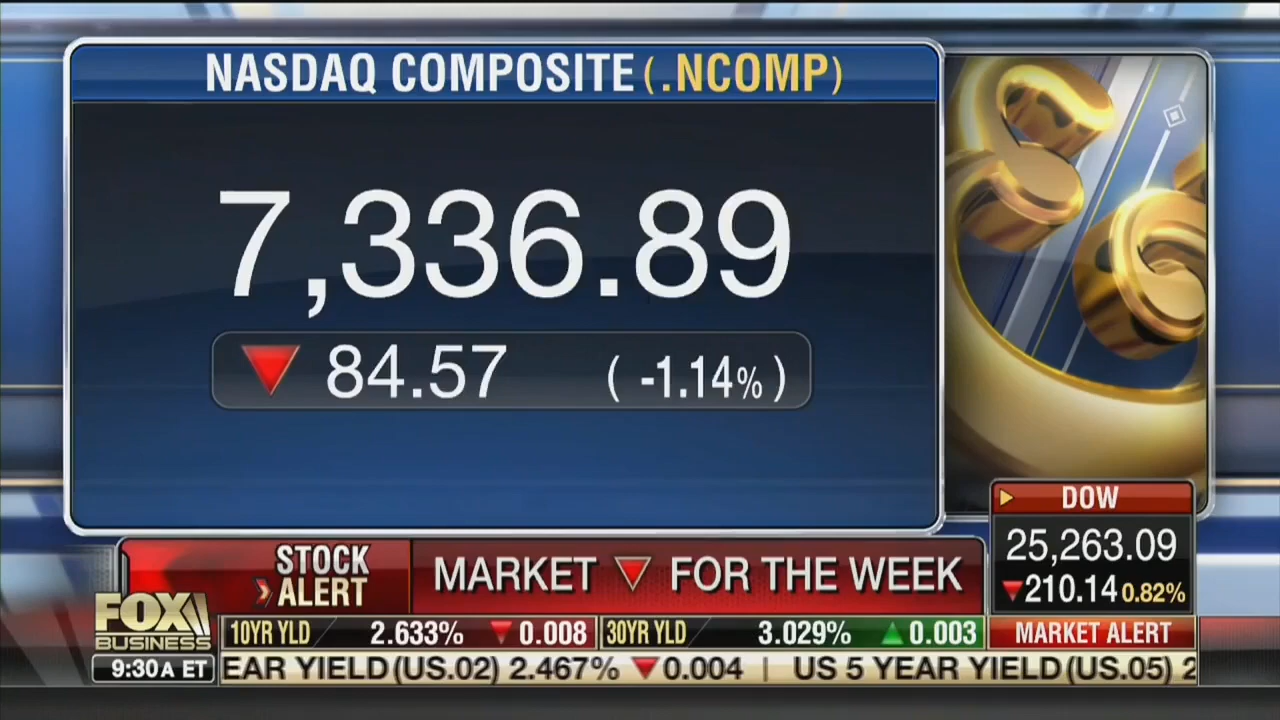 NASDAQ COMPOSITE (.NCOMP)
7,336.89
▼ 84.57 ( -1.14% )
DOW
25,263.09
▼210.14 0.82%
MARKET ALERT
STOCK
ALERT
MARKET ▼ FOR THE WEEK
FOX
BUSINESS
10YR YLD 2.633% ▼ 0.008
30YR YLD 3.029% ▲ 0.003
9:30A ET
EAR YIELD(US.02) 2.467% ▼0.004 | US 5 YEAR YIELD(US.05) 2